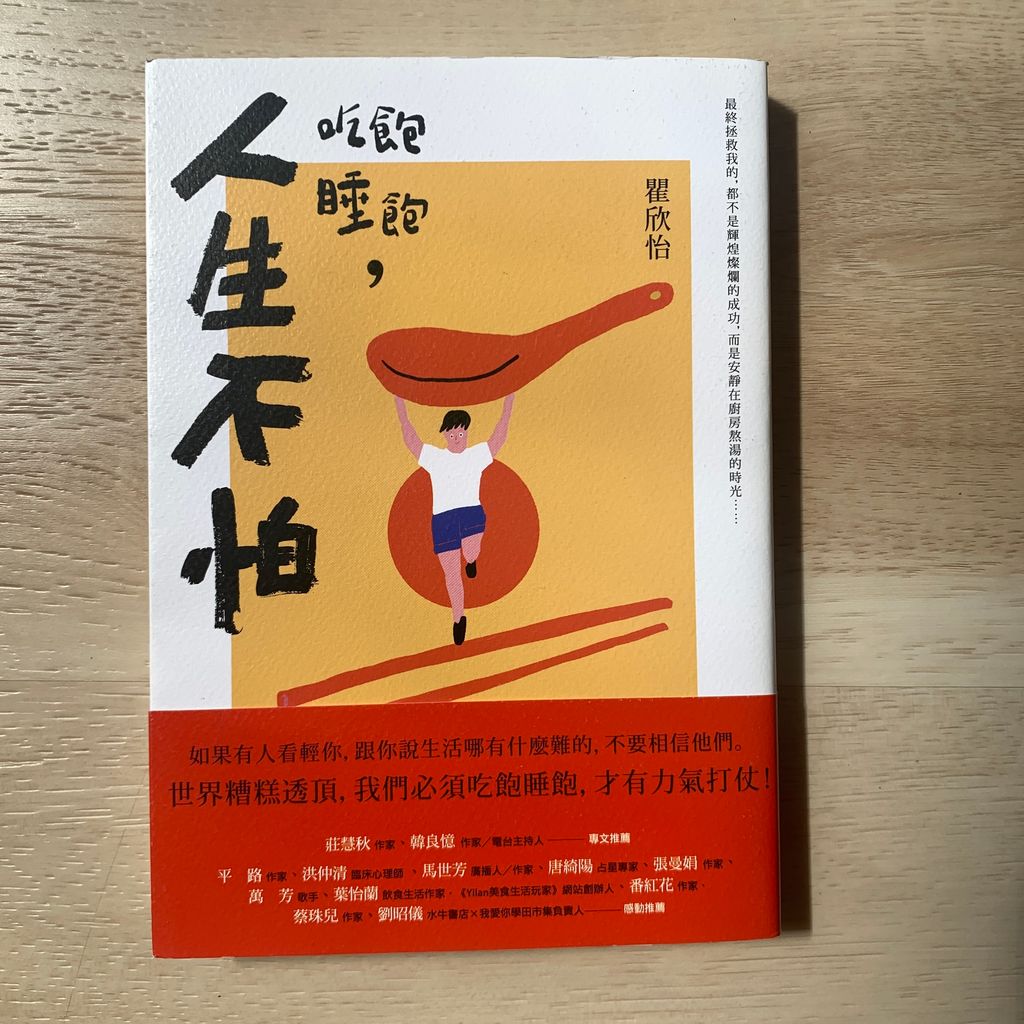 吃飽
睡飽，
人生不怕
瞿欣怡
最終拯救我的，都不是輝煌燦爛的成功，而是安靜在廚房熬湯的時光……
如果有人看輕你，跟你說生活哪有什麼難的，不要相信他們。
世界糟糕透頂，我們必須吃飽睡飽，才有力氣打仗！
莊慧秋 作家、韓良憶 作家／電台主持人——專文推薦
平　路 作家、洪仲清 臨床心理師、馬世芳 廣播人／作家、唐綺陽 占星專家、張曼娟 作家、
萬　芳 歌手、葉怡蘭 飲食生活作家．《Yilan美食生活玩家》網站創辦人、番紅花 作家、
蔡珠兒 作家、劉昭儀 水牛書店×我愛你學田市集負責人——感動推薦